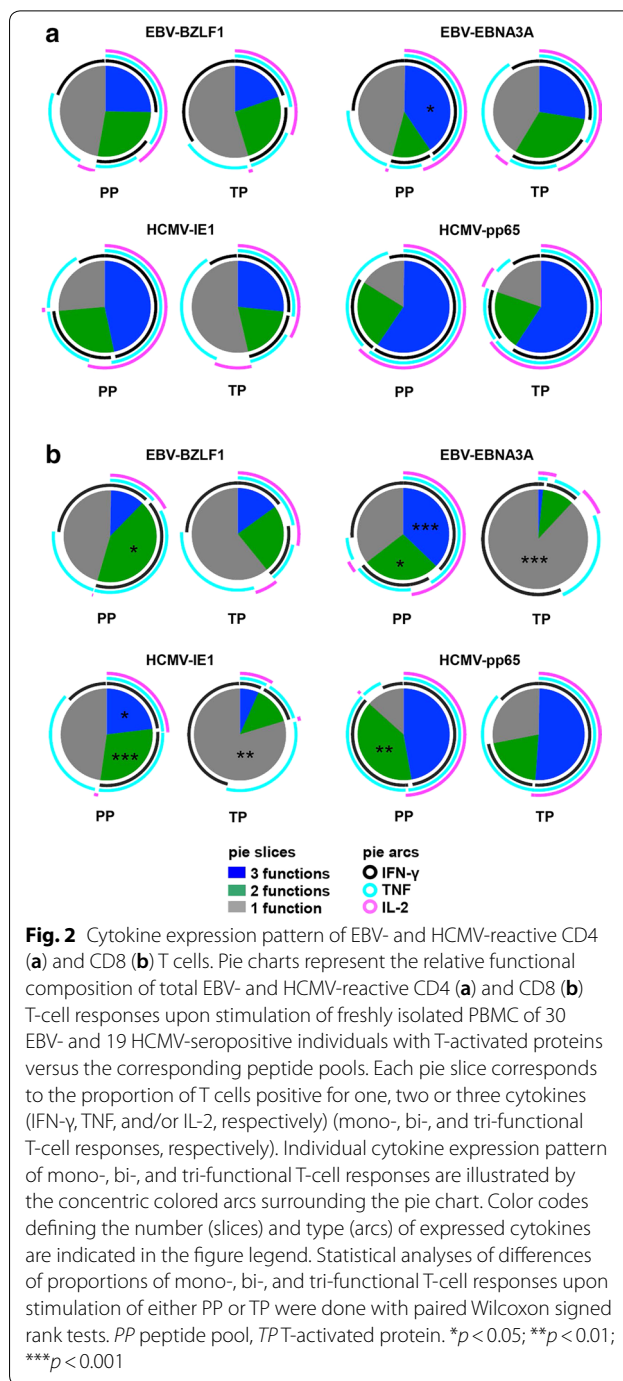 a
EBV-BZLF1 EBV-EBNA3A
*
PP TP PP TP
HCMV-IE1 HCMV-pp65
PP TP PP TP
b
EBV-BZLF1 EBV-EBNA3A
* *** * ***
PP TP PP TP
HCMV-IE1 HCMV-pp65
* *** ** **
PP TP PP TP
pie slices pie arcs
3 functions IFN-γ
2 functions TNF
1 function IL-2
Fig. 2 Cytokine expression pattern of EBV- and HCMV-reactive CD4
(a) and CD8 (b) T cells. Pie charts represent the relative functional
composition of total EBV- and HCMV-reactive CD4 (a) and CD8 (b)
T-cell responses upon stimulation of freshly isolated PBMC of 30
EBV- and 19 HCMV-seropositive individuals with T-activated proteins
versus the corresponding peptide pools. Each pie slice corresponds
to the proportion of T cells positive for one, two or three cytokines
(IFN-γ, TNF, and/or IL-2, respectively) (mono-, bi-, and tri-functional
T-cell responses, respectively). Individual cytokine expression pattern
of mono-, bi-, and tri-functional T-cell responses are illustrated by
the concentric colored arcs surrounding the pie chart. Color codes
defining the number (slices) and type (arcs) of expressed cytokines
are indicated in the figure legend. Statistical analyses of differences
of proportions of mono-, bi-, and tri-functional T-cell responses upon
stimulation of either PP or TP were done with paired Wilcoxon signed
rank tests. PP peptide pool, TP T-activated protein. *p < 0.05; **p < 0.01;
***p < 0.001